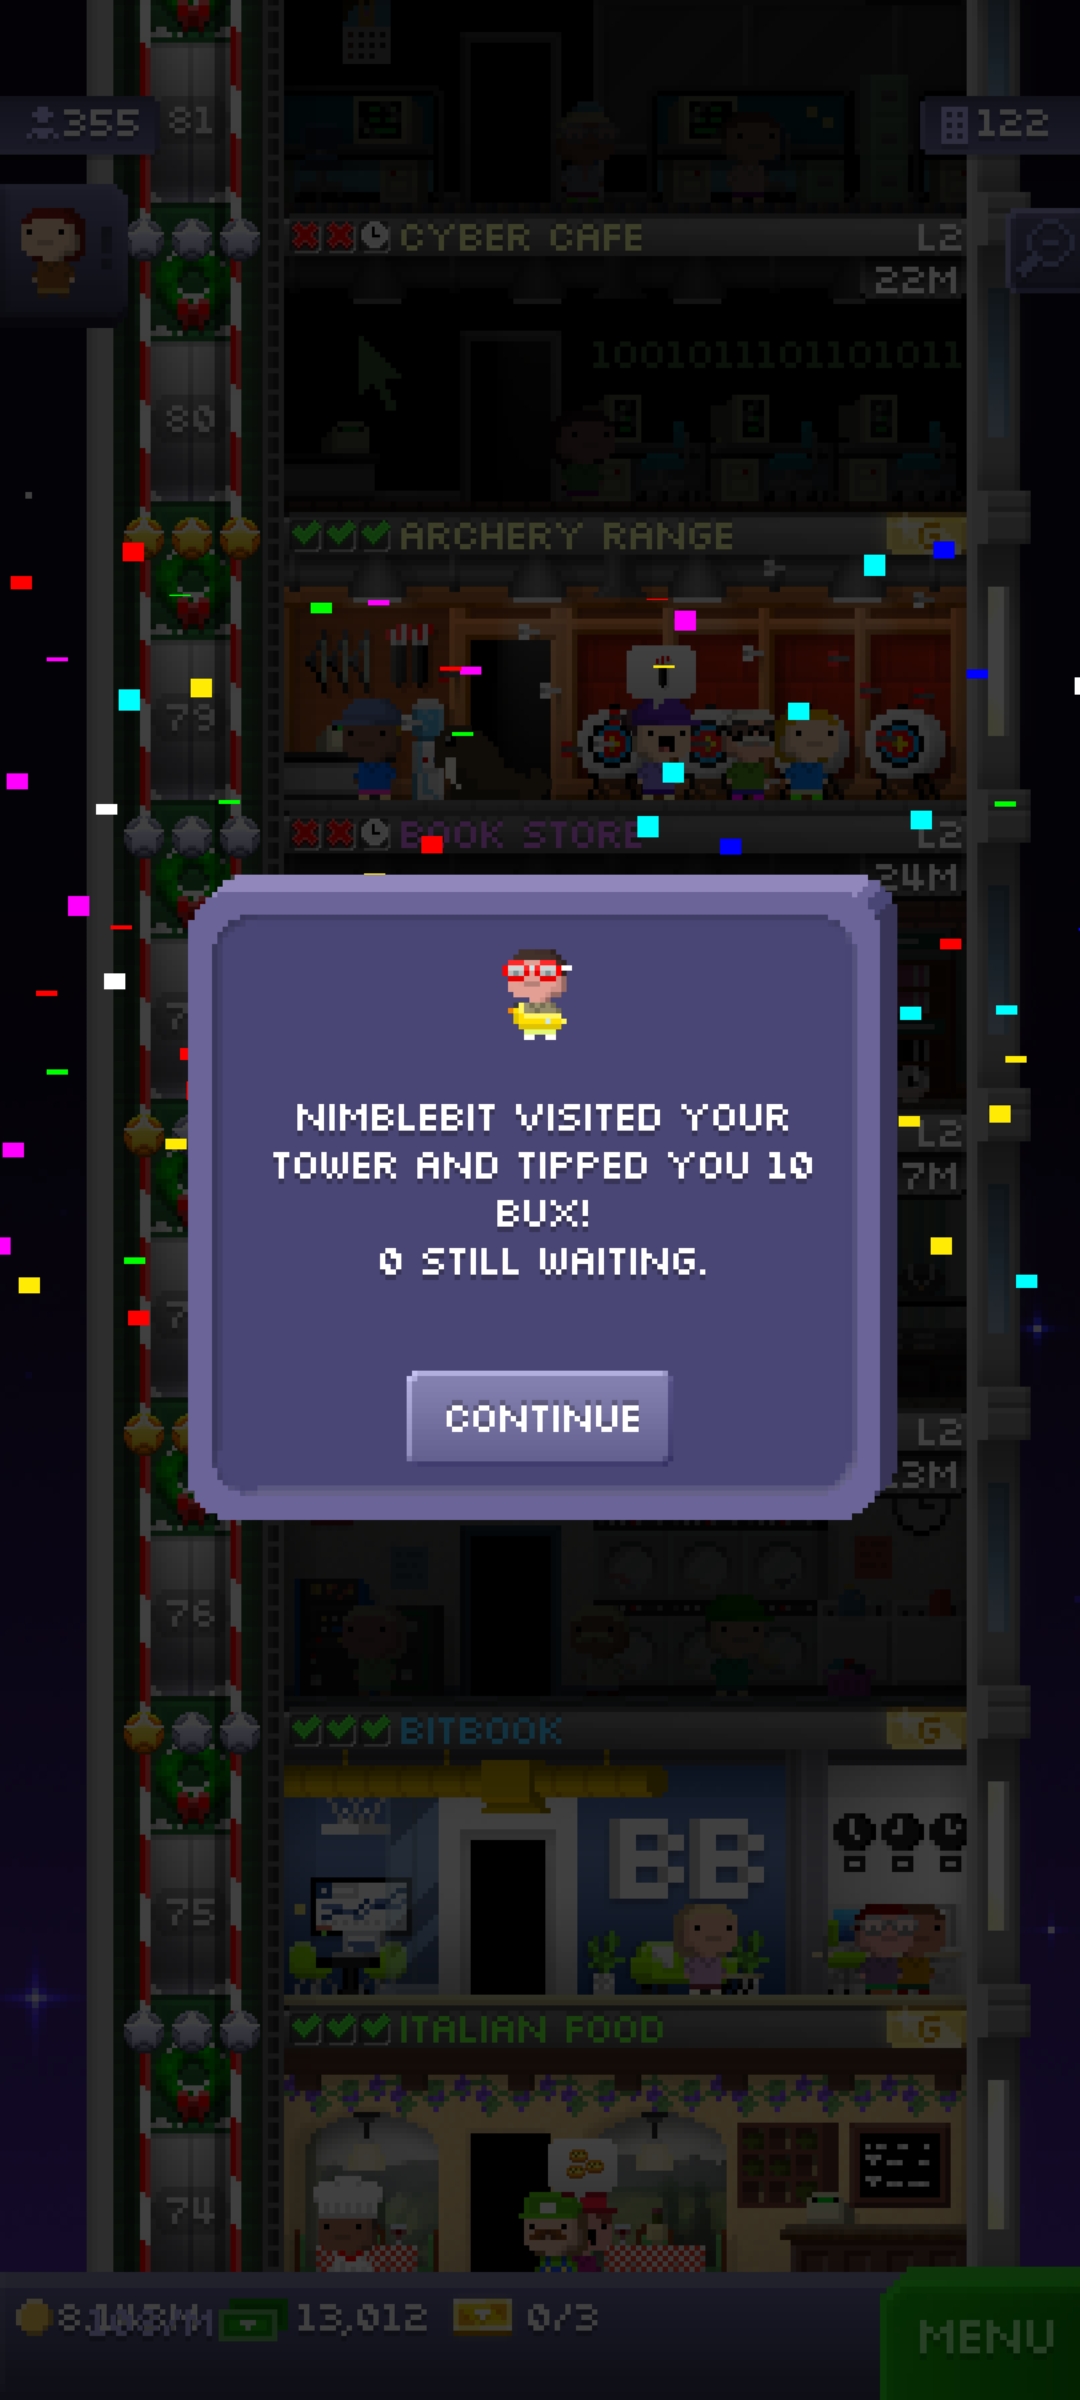 355
81
122
CYBER CAFE L2
22M
1001011101101011
80
ARCHERY RANGE G
79
BOOK STORE L2
24M
NIMBLEBIT VISITED YOUR
TOWER AND TIPPED YOU 10
BUX!
0 STILL WAITING.
L2
7M
CONTINUE
L2
3M
76
BITBOOK G
BB
75
ITALIAN FOOD G
74
13,012 0/3
MENU